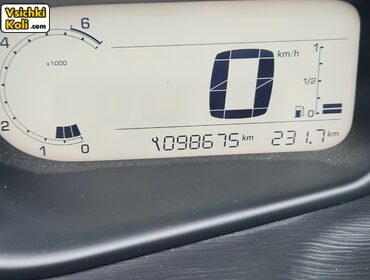 Vsichki
Koli .com
6
4
x1000
2
0
0
km/h
1
1/2
0
098675 km
231.7 km